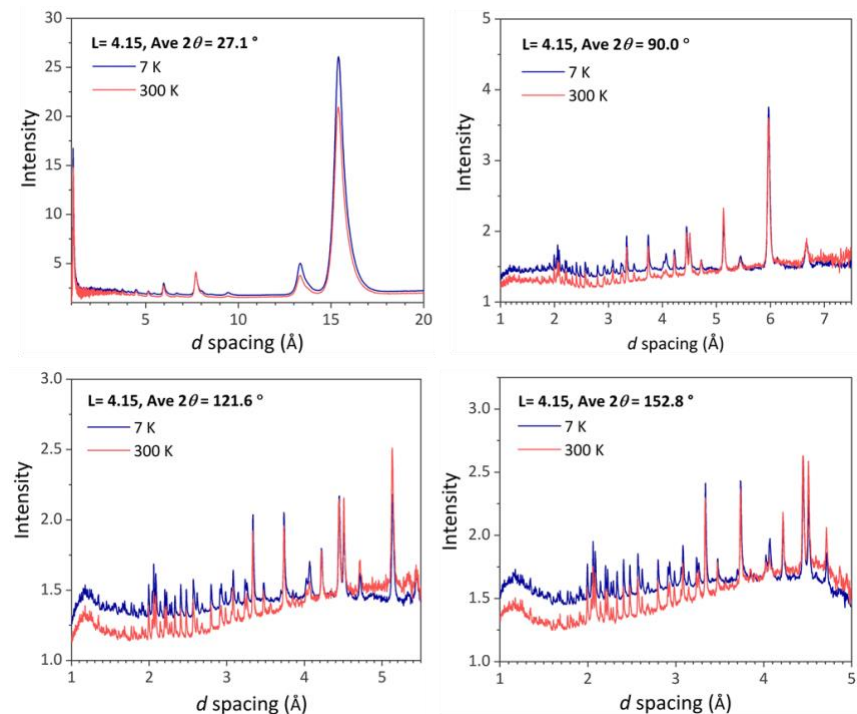 L= 4.15, Ave 2θ = 27.1 °
7 K
300 K
Intensity
30
25
20
15
10
5
5
10
15
20
d spacing (Å)
L= 4.15, Ave 2θ = 90.0 °
7 K
300 K
Intensity
5
4
3
2
1
1
2
3
4
5
6
7
d spacing (Å)
L= 4.15, Ave 2θ = 121.6 °
7 K
300 K
Intensity
3.0
2.5
2.0
1.5
1.0
1
2
3
4
5
d spacing (Å)
L= 4.15, Ave 2θ = 152.8 °
7 K
300 K
Intensity
3.0
2.5
2.0
1.5
1.0
1
2
3
4
5
d spacing (Å)